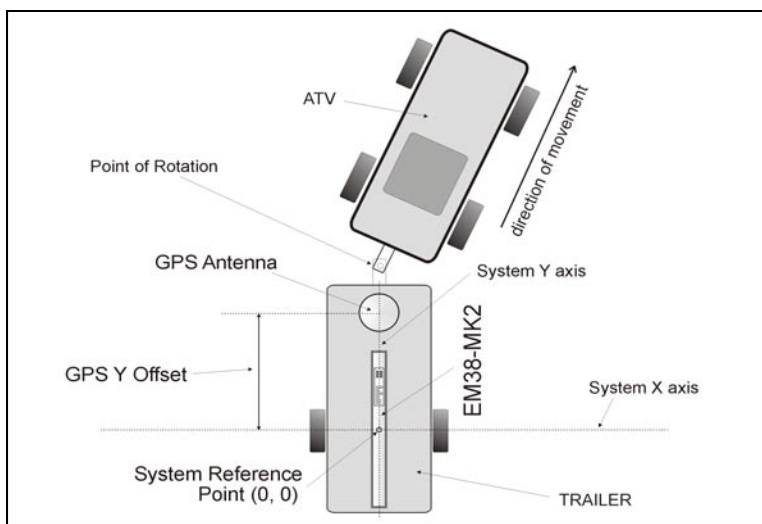 ATV
direction of movement
Point of Rotation
GPS Antenna
System Y axis
EM38-MK2
GPS Y Offset
System X axis
System Reference
Point (0, 0)
TRAILER